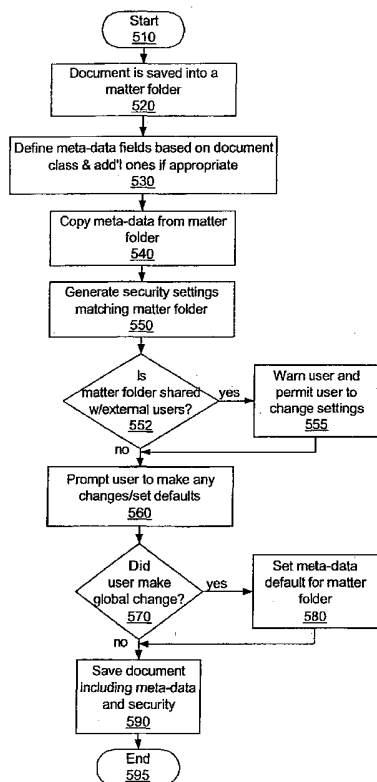 Start
510
Document is saved into a
matter folder
520
Define meta-data fields based on document
class & add't ones if appropriate
530
Copy meta-data from matter
folder
540
Generate security settings
matching matter folder
550
Is
matter folder shared
w/external users?
552
yes
Warn user and
permit user to
change settings
555
no
Prompt user to make any
changes/set defaults
560
Did
user make
global change?
570
yes
Set meta-data
default for matter
folder
580
no
Save document
including meta-data
and security
590
End
595